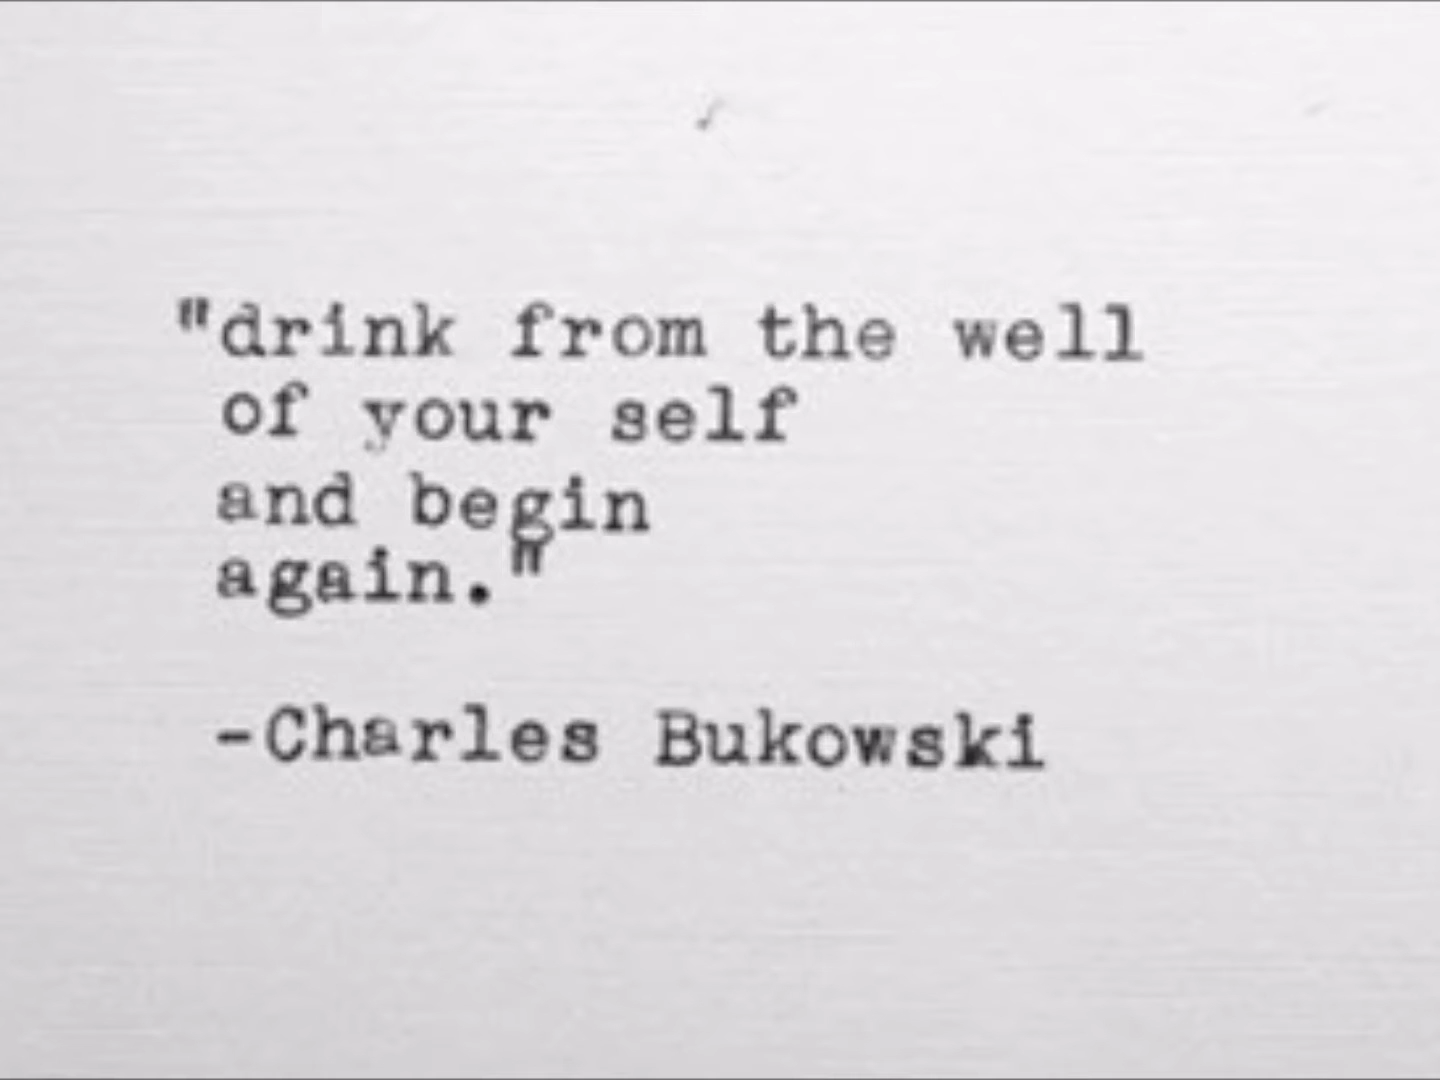 "drink from the well
of your self
and begin
again."
-Charles Bukowski